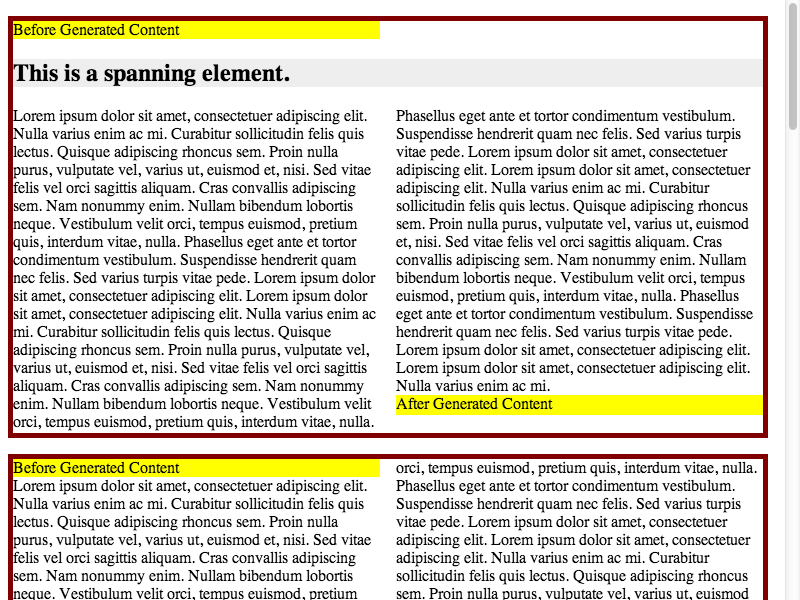 Before Generated Content
This is a spanning element.
Lorem ipsum dolor sit amet, consectetuer adipiscing elit.
Nulla varius enim ac mi. Curabitur sollicitudin felis quis
lectus. Quisque adipiscing rhoncus sem. Proin nulla
purus, vulputate vel, varius ut, euismod et, nisi. Sed vitae
felis vel orci sagittis aliquam. Cras convallis adipiscing
sem. Nam nonummy enim. Nullam bibendum lobortis
neque. Vestibulum velit orci, tempus euismod, pretium
quis, interdum vitae, nulla. Phasellus eget ante et tortor
condimentum vestibulum. Suspendisse hendrerit quam
nec felis. Sed varius turpis vitae pede. Lorem ipsum dolor
sit amet, consectetuer adipiscing elit. Lorem ipsum dolor
sit amet, consectetuer adipiscing elit. Nulla varius enim ac
mi. Curabitur sollicitudin felis quis lectus. Quisque
adipiscing rhoncus sem. Proin nulla purus, vulputate vel,
varius ut, euismod et, nisi. Sed vitae felis vel orci sagittis
aliquam. Cras convallis adipiscing sem. Nam nonummy
enim. Nullam bibendum lobortis neque. Vestibulum velit
orci, tempus euismod, pretium quis, interdum vitae, nulla.
Phasellus eget ante et tortor condimentum vestibulum.
Suspendisse hendrerit quam nec felis. Sed varius turpis
vitae pede. Lorem ipsum dolor sit amet, consectetuer
adipiscing elit. Lorem ipsum dolor sit amet, consectetuer
adipiscing elit. Nulla varius enim ac mi. Curabitur
sollicitudin felis quis lectus. Quisque adipiscing rhoncus
sem. Proin nulla purus, vulputate vel, varius ut, euismod
et, nisi. Sed vitae felis vel orci sagittis aliquam. Cras
convallis adipiscing sem. Nam nonummy enim. Nullam
bibendum lobortis neque. Vestibulum velit orci, tempus
euismod, pretium quis, interdum vitae, nulla. Phasellus
eget ante et tortor condimentum vestibulum. Suspendisse
hendrerit quam nec felis. Sed varius turpis vitae pede.
Lorem ipsum dolor sit amet, consectetuer adipiscing elit.
Lorem ipsum dolor sit amet, consectetuer adipiscing elit.
Nulla varius enim ac mi.
After Generated Content
Before Generated Content
Lorem ipsum dolor sit amet, consectetuer adipiscing elit.
Nulla varius enim ac mi. Curabitur sollicitudin felis quis
lectus. Quisque adipiscing rhoncus sem. Proin nulla
purus, vulputate vel, varius ut, euismod et, nisi. Sed vitae
felis vel orci sagittis aliquam. Cras convallis adipiscing
sem. Nam nonummy enim. Nullam bibendum lobortis
neque. Vestibulum velit orci, tempus euismod, pretium
orci, tempus euismod, pretium quis, interdum vitae, nulla.
Phasellus eget ante et tortor condimentum vestibulum.
Suspendisse hendrerit quam nec felis. Sed varius turpis
vitae pede. Lorem ipsum dolor sit amet, consectetuer
adipiscing elit. Lorem ipsum dolor sit amet, consectetuer
adipiscing elit. Nulla varius enim ac mi. Curabitur
sollicitudin felis quis lectus. Quisque adipiscing rhoncus
sem. Proin nulla purus, vulputate vel, varius ut, euismod